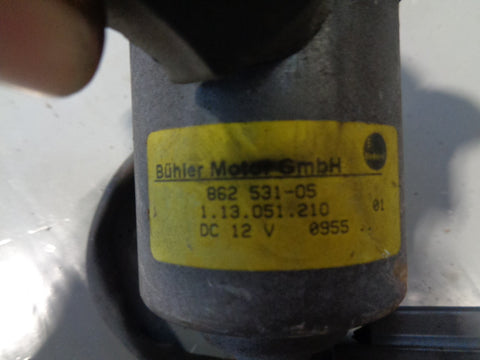 Bühler Motor GmbH
862 531-05
1.13.051.210 01
DC 12 V 0955 ..